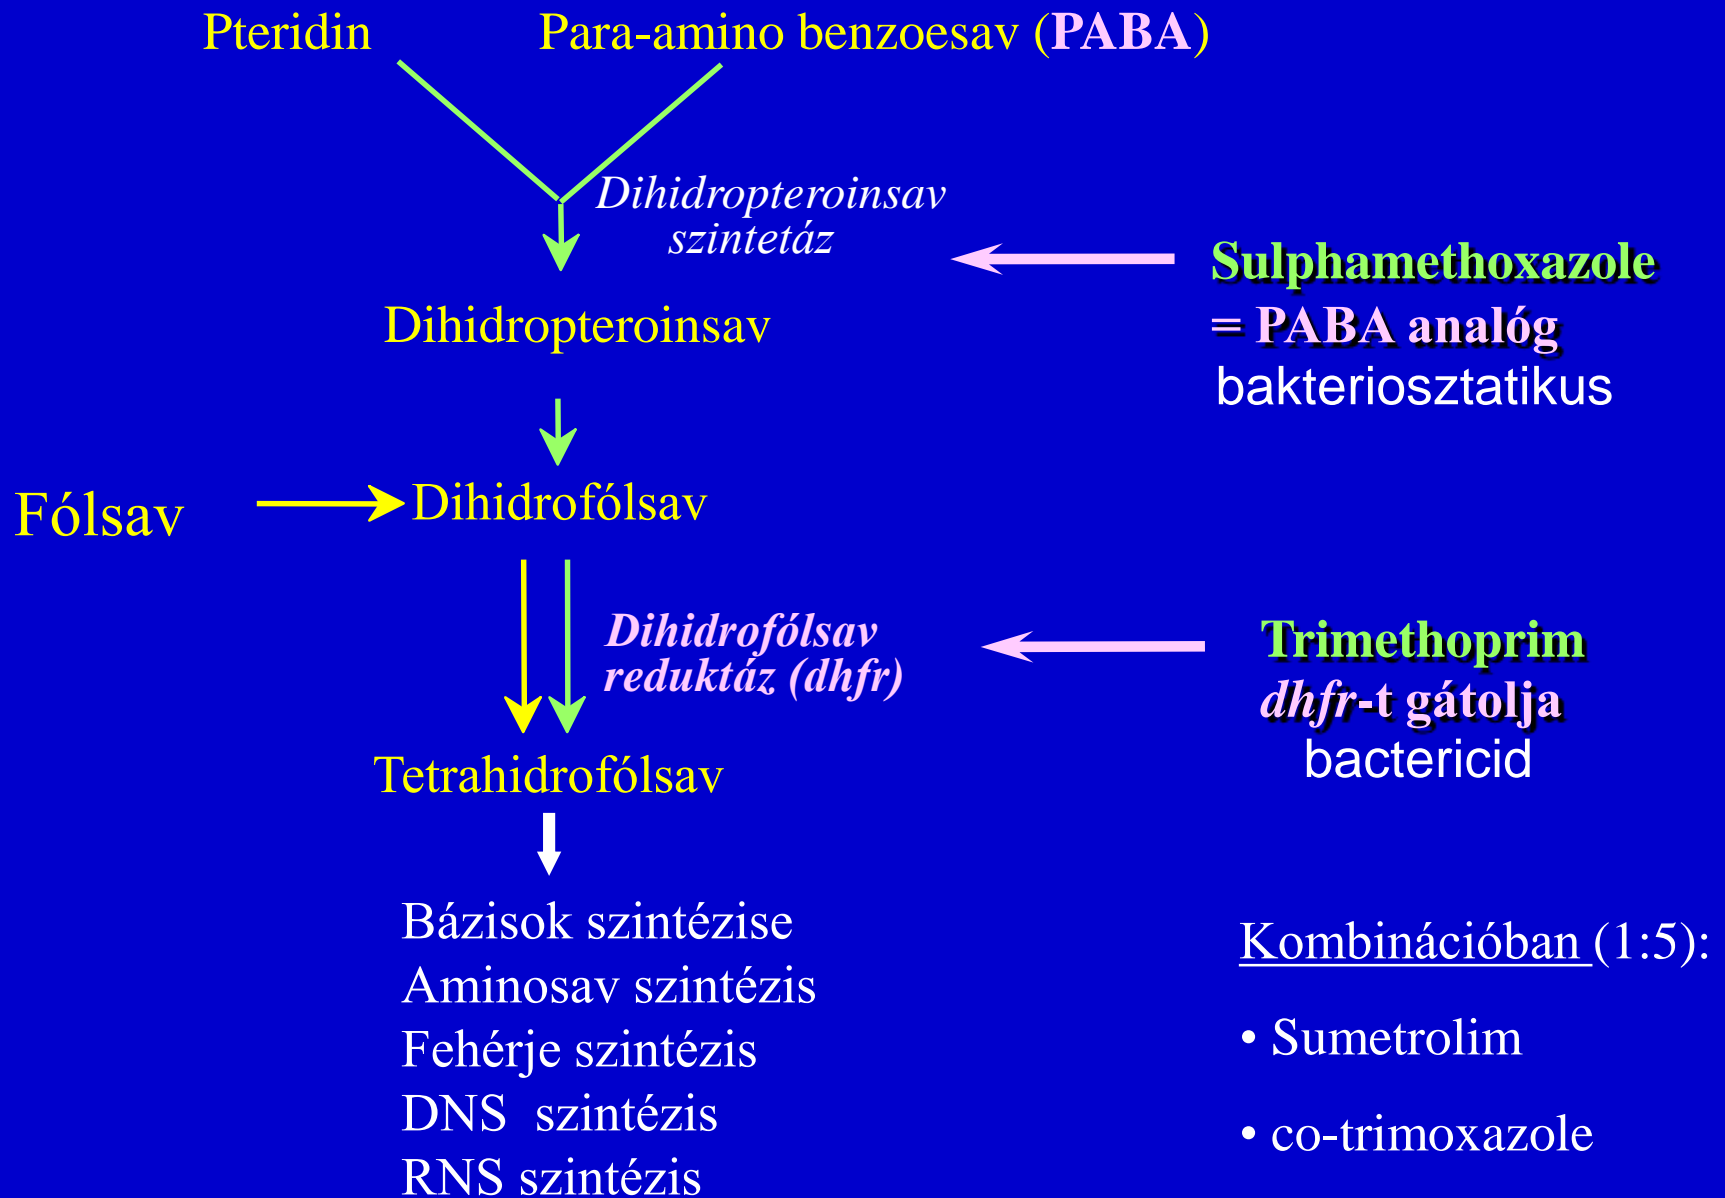 Pteridin
Para-amino benzoesav (PABA)
Dihidropteroinsav
szintetáz
Sulphamethoxazole
= PABA analóg
bakteriosztatikus
Dihidropteroinsav
Fólsav
Dihidrofólsav
Dihidrofólsav
reduktáz (dhfr)
Trimethoprim
dhfr-t gátolja
bactericid
Tetrahidrofólsav
Bázisok szintézise
Aminosav szintézis
Fehérje szintézis
DNS szintézis
RNS szintézis
Kombinációban (1:5):
• Sumetrolim
• co-trimoxazole